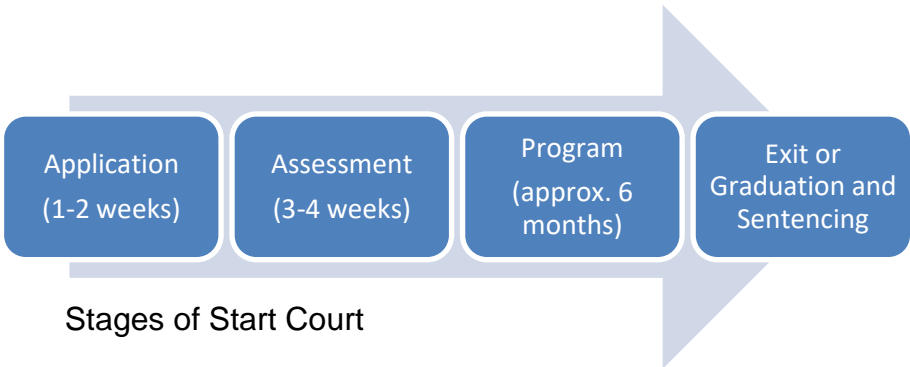 Application
(1-2 weeks)
Assessment
(3-4 weeks)
Program
(approx. 6
months)
Exit or
Graduation and
Sentencing
Stages of Start Court